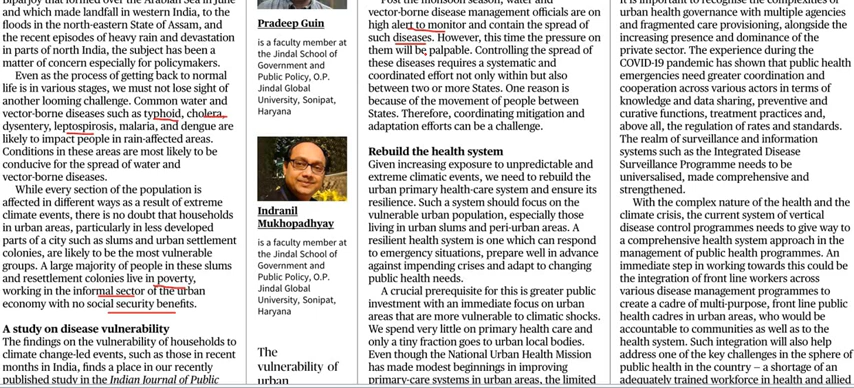 Biparjoy that formed over the Arabian Sea in June
and which made landfall in western India, to the
floods in the north-eastern State of Assam, and
the recent episodes of heavy rain and devastation
in parts of north India, the subject has been a
matter of concern especially for policymakers.
Even as the process of getting back to normal
life is in various stages, we must not lose sight of
another looming challenge. Common water and
vector-borne diseases such as typhoid, cholera,
dysentery, leptospirosis, malaria, and dengue are
likely to impact people in rain-affected areas.
Conditions in these areas are most likely to be
conducive for the spread of water and
vector-borne diseases.
While every section of the population is
affected in different ways as a result of extreme
climate events, there is no doubt that households
in urban areas, particularly in less developed
parts of a city such as slums and urban settlement
colonies, are likely to be the most vulnerable
groups. A large majority of people in these slums
and resettlement colonies live in poverty,
working in the informal sector of the urban
economy with no social security benefits.
A study on disease vulnerability
The findings on the vulnerability of households to
climate change-led events, such as those in recent
months in India, finds a place in our recently
published study in the Indian Journal of Public
Pradeep Guin
is a faculty member at
the Jindal School of
Government and
Public Policy, O.P.
Jindal Global
University, Sonipat,
Haryana
Indranil
Mukhopadhyay
is a faculty member at
the Jindal School of
Government and
Public Policy, O.P.
Jindal Global
University, Sonipat,
Haryana
The
vulnerability of
urban
Post the monsoon season, water and
vector-borne disease management officials are on
high alert to monitor and contain the spread of
such diseases. However, this time the pressure on
them will be palpable. Controlling the spread of
these diseases requires a systematic and
coordinated effort not only within but also
between two or more States. One reason is
because of the movement of people between
States. Therefore, coordinating mitigation and
adaptation efforts can be a challenge.
Rebuild the health system
Given increasing exposure to unpredictable and
extreme climatic events, we need to rebuild the
urban primary health-care system and ensure its
resilience. Such a system should focus on the
vulnerable urban population, especially those
living in urban slums and peri-urban areas. A
resilient health system is one which can respond
to emergency situations, prepare well in advance
against impending crises and adapt to changing
public health needs.
A crucial prerequisite for this is greater public
investment with an immediate focus on urban
areas that are more vulnerable to climatic shocks.
We spend very little on primary health care and
only a tiny fraction goes to urban local bodies.
Even though the National Urban Health Mission
has made modest beginnings in improving
primary-care systems in urban areas, the limited
It is important to recognise the complexities of
urban health governance with multiple agencies
and fragmented care provisioning, alongside the
increasing presence and dominance of the
private sector. The experience during the
COVID-19 pandemic has shown that public health
emergencies need greater coordination and
cooperation across various actors in terms of
knowledge and data sharing, preventive and
curative functions, treatment practices and,
above all, the regulation of rates and standards.
The realm of surveillance and information
systems such as the Integrated Disease
Surveillance Programme needs to be
universalised, made comprehensive and
strengthened.
With the complex nature of the health and the
climate crisis, the current system of vertical
disease control programmes needs to give way to
a comprehensive health system approach in the
management of public health programmes. An
immediate step in working towards this could be
the integration of front line workers across
various disease management programmes to
create a cadre of multi-purpose, front line public
health cadres in urban areas, who would be
accountable to communities as well as to the
health system. Such integration will also help
address one of the key challenges in the sphere of
public health in the country – a shortage of an
adequately trained workforce in health and allied